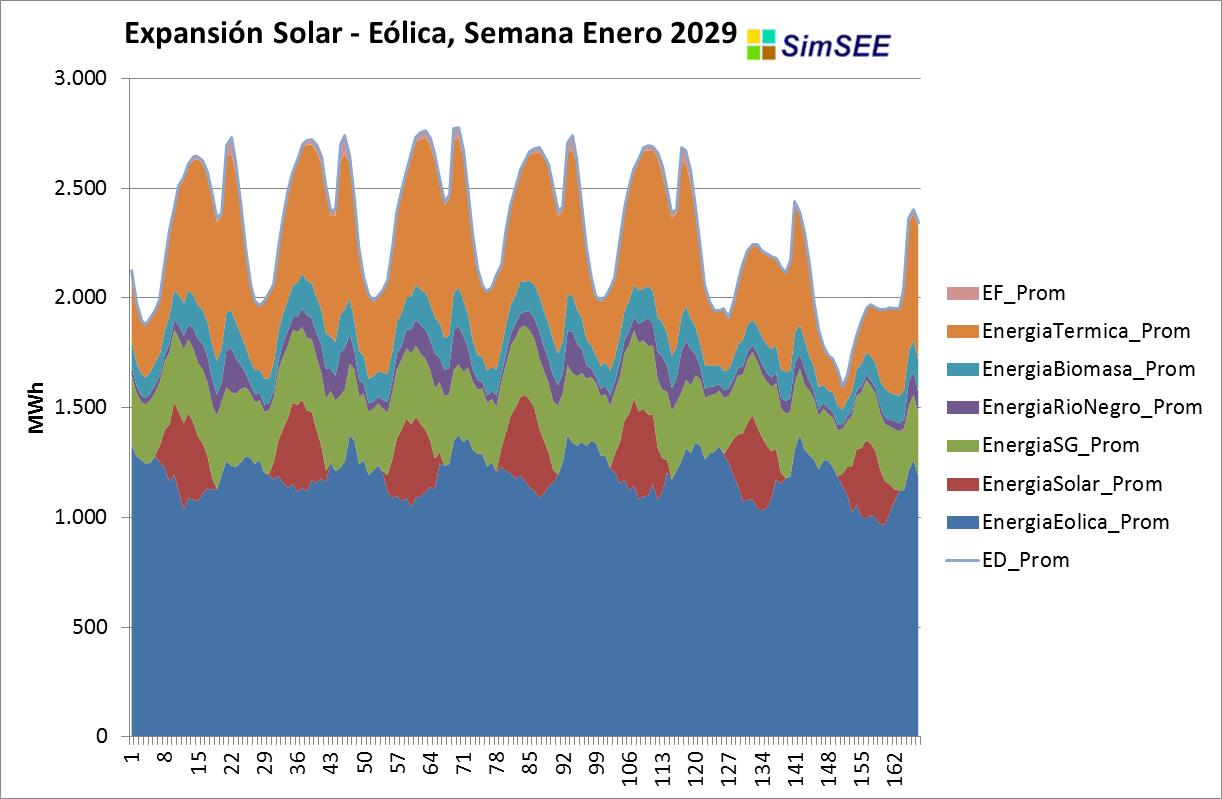 Expansión Solar - Eólica, Semana Enero 2029
SimSEE
3.000
2.500
2.000
1.500
1.000
500
0
MWh
1 8 15 22 29 36 43 50 57 64 71 78 85 92 99 106 113 120 127 134 141 148 155 162
EF_Prom
EnergiaTermica_Prom
EnergiaBiomasa_Prom
EnergiaRioNegro_Prom
EnergiaSG_Prom
EnergiaSolar_Prom
EnergiaEolica_Prom
ED_Prom